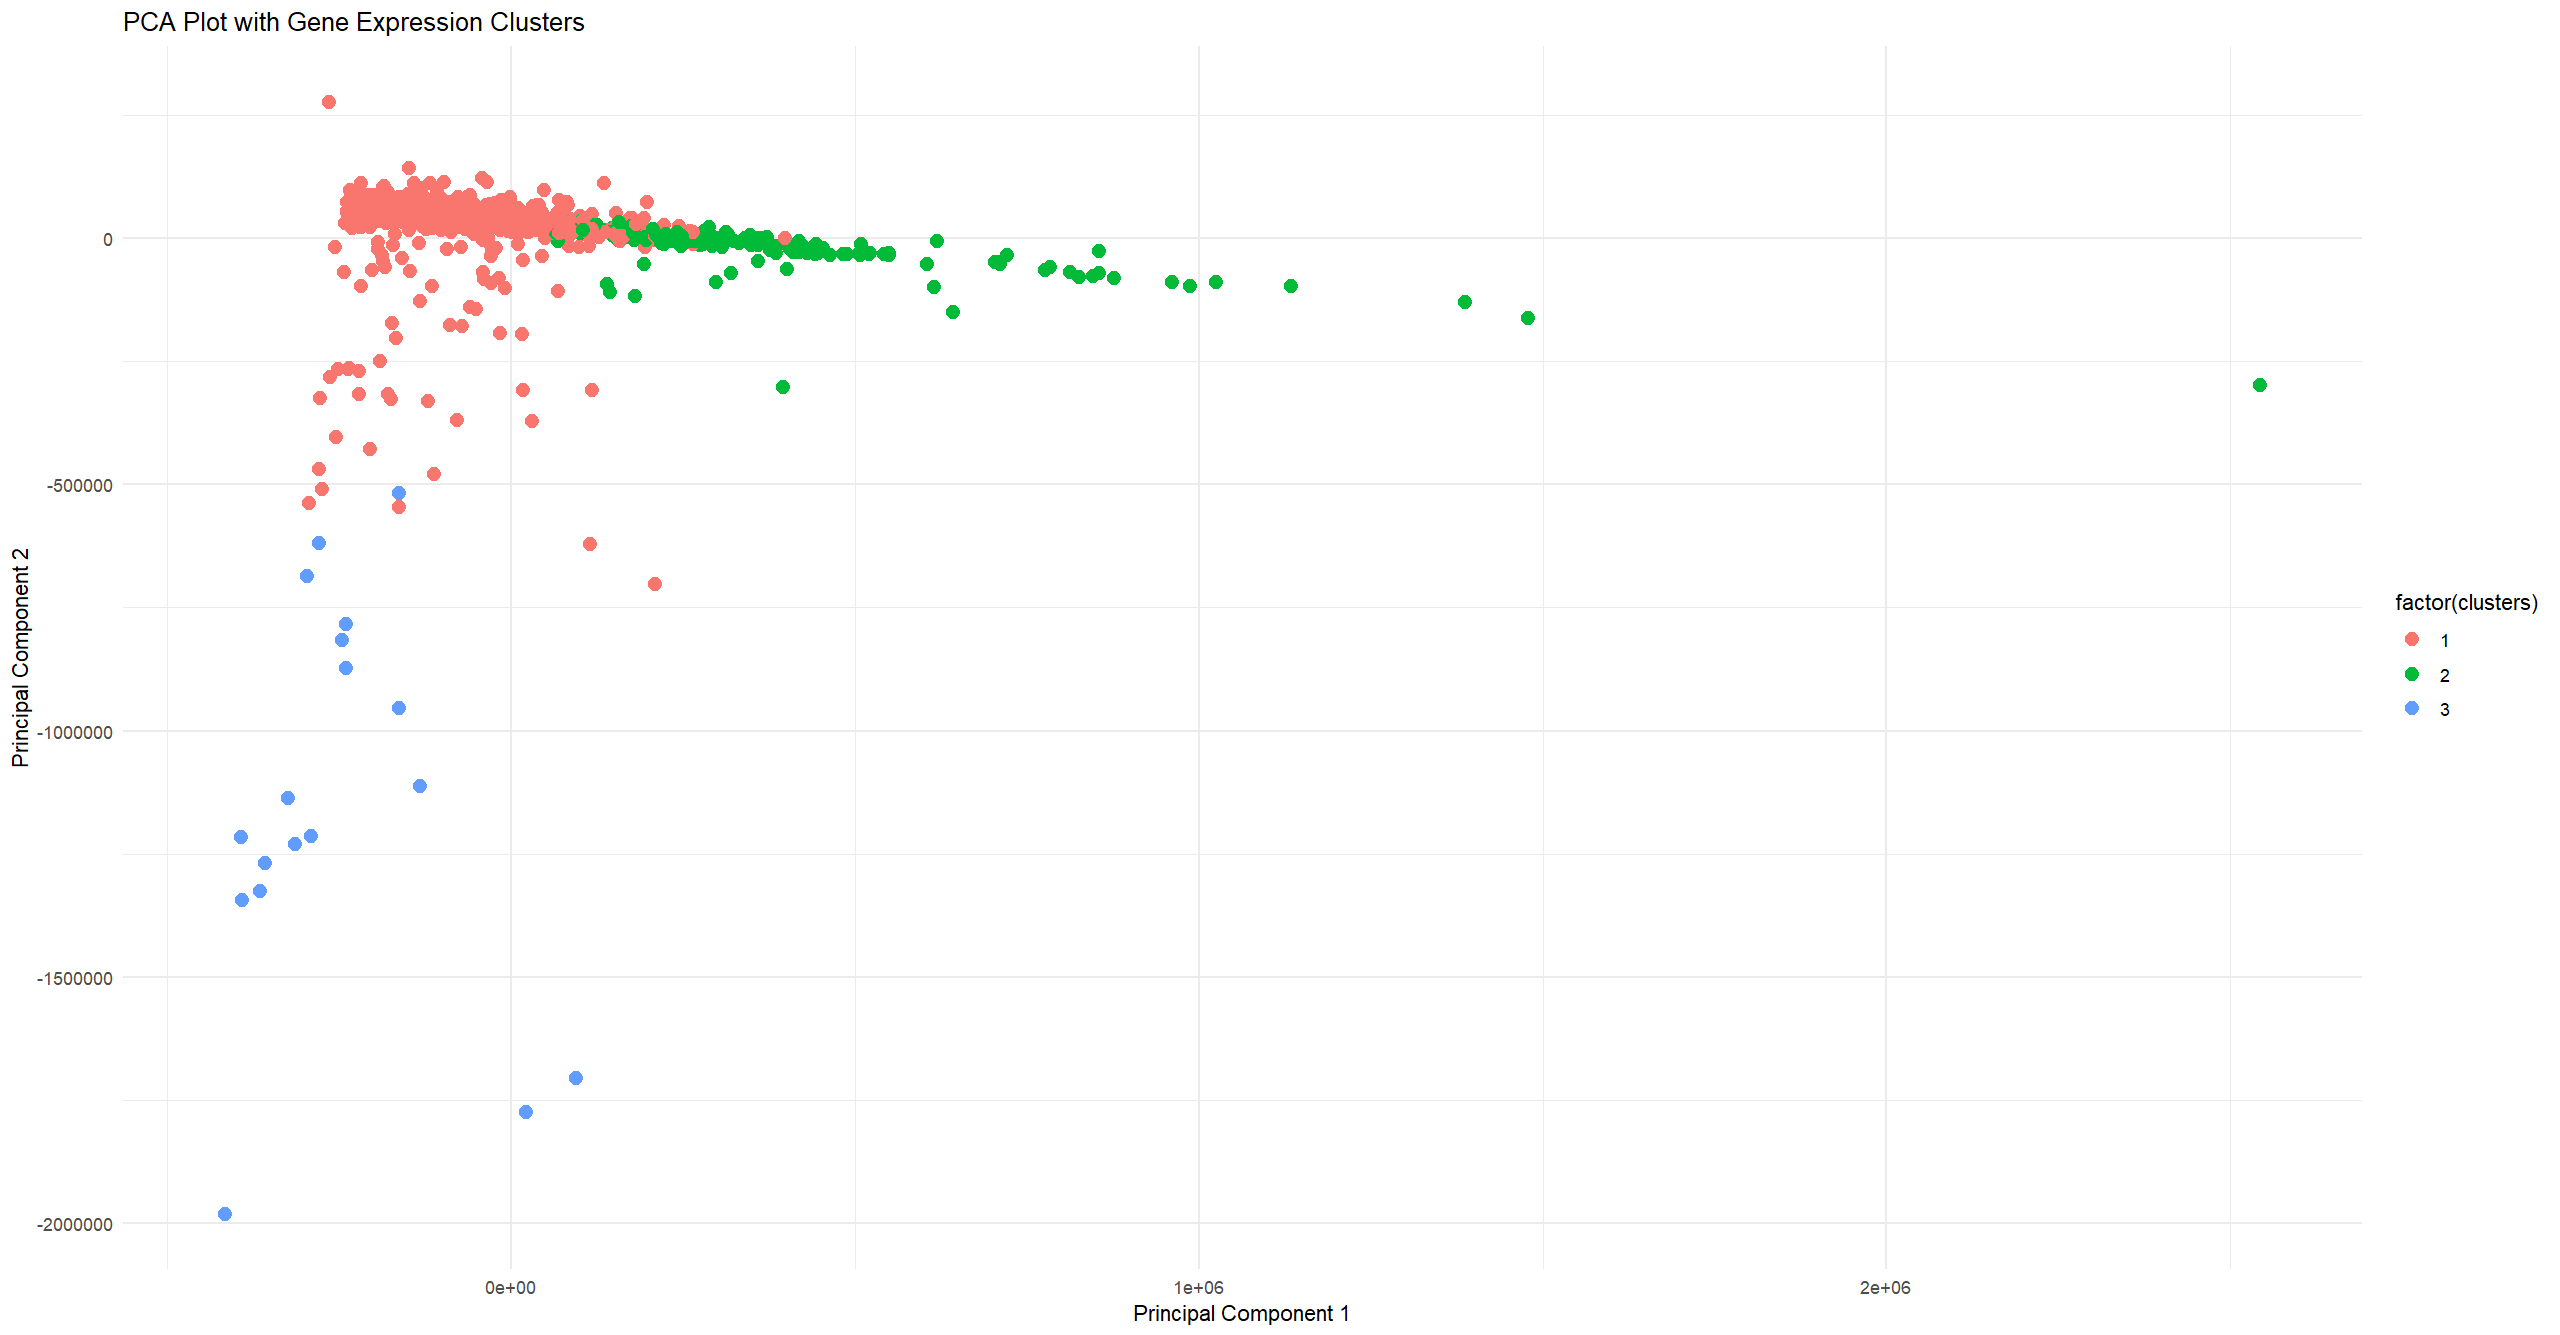 PCA Plot with Gene Expression Clusters
Principal Component 2
0
-500000
-1000000
-1500000
-2000000
0e+00 1e+06 2e+06
Principal Component 1
factor(clusters)
1
2
3